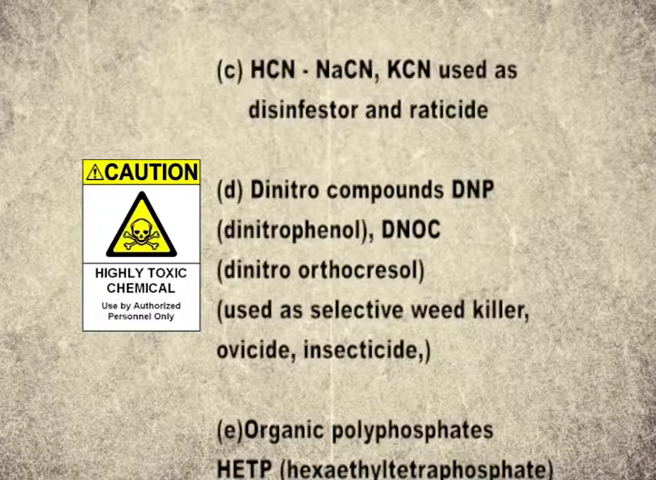 (c) HCN - NaCN, KCN used as
disinfestor and raticide
CAUTION
HIGHLY TOXIC
CHEMICAL
Use by Authorized
Personnel Only
(d) Dinitro compounds DNP
(dinitrophenol), DNOC
(dinitro orthocresol)
(used as selective weed killer,
ovicide, insecticide,)
(e)Organic polyphosphates
HETP (hexaethyltetraphosphate)